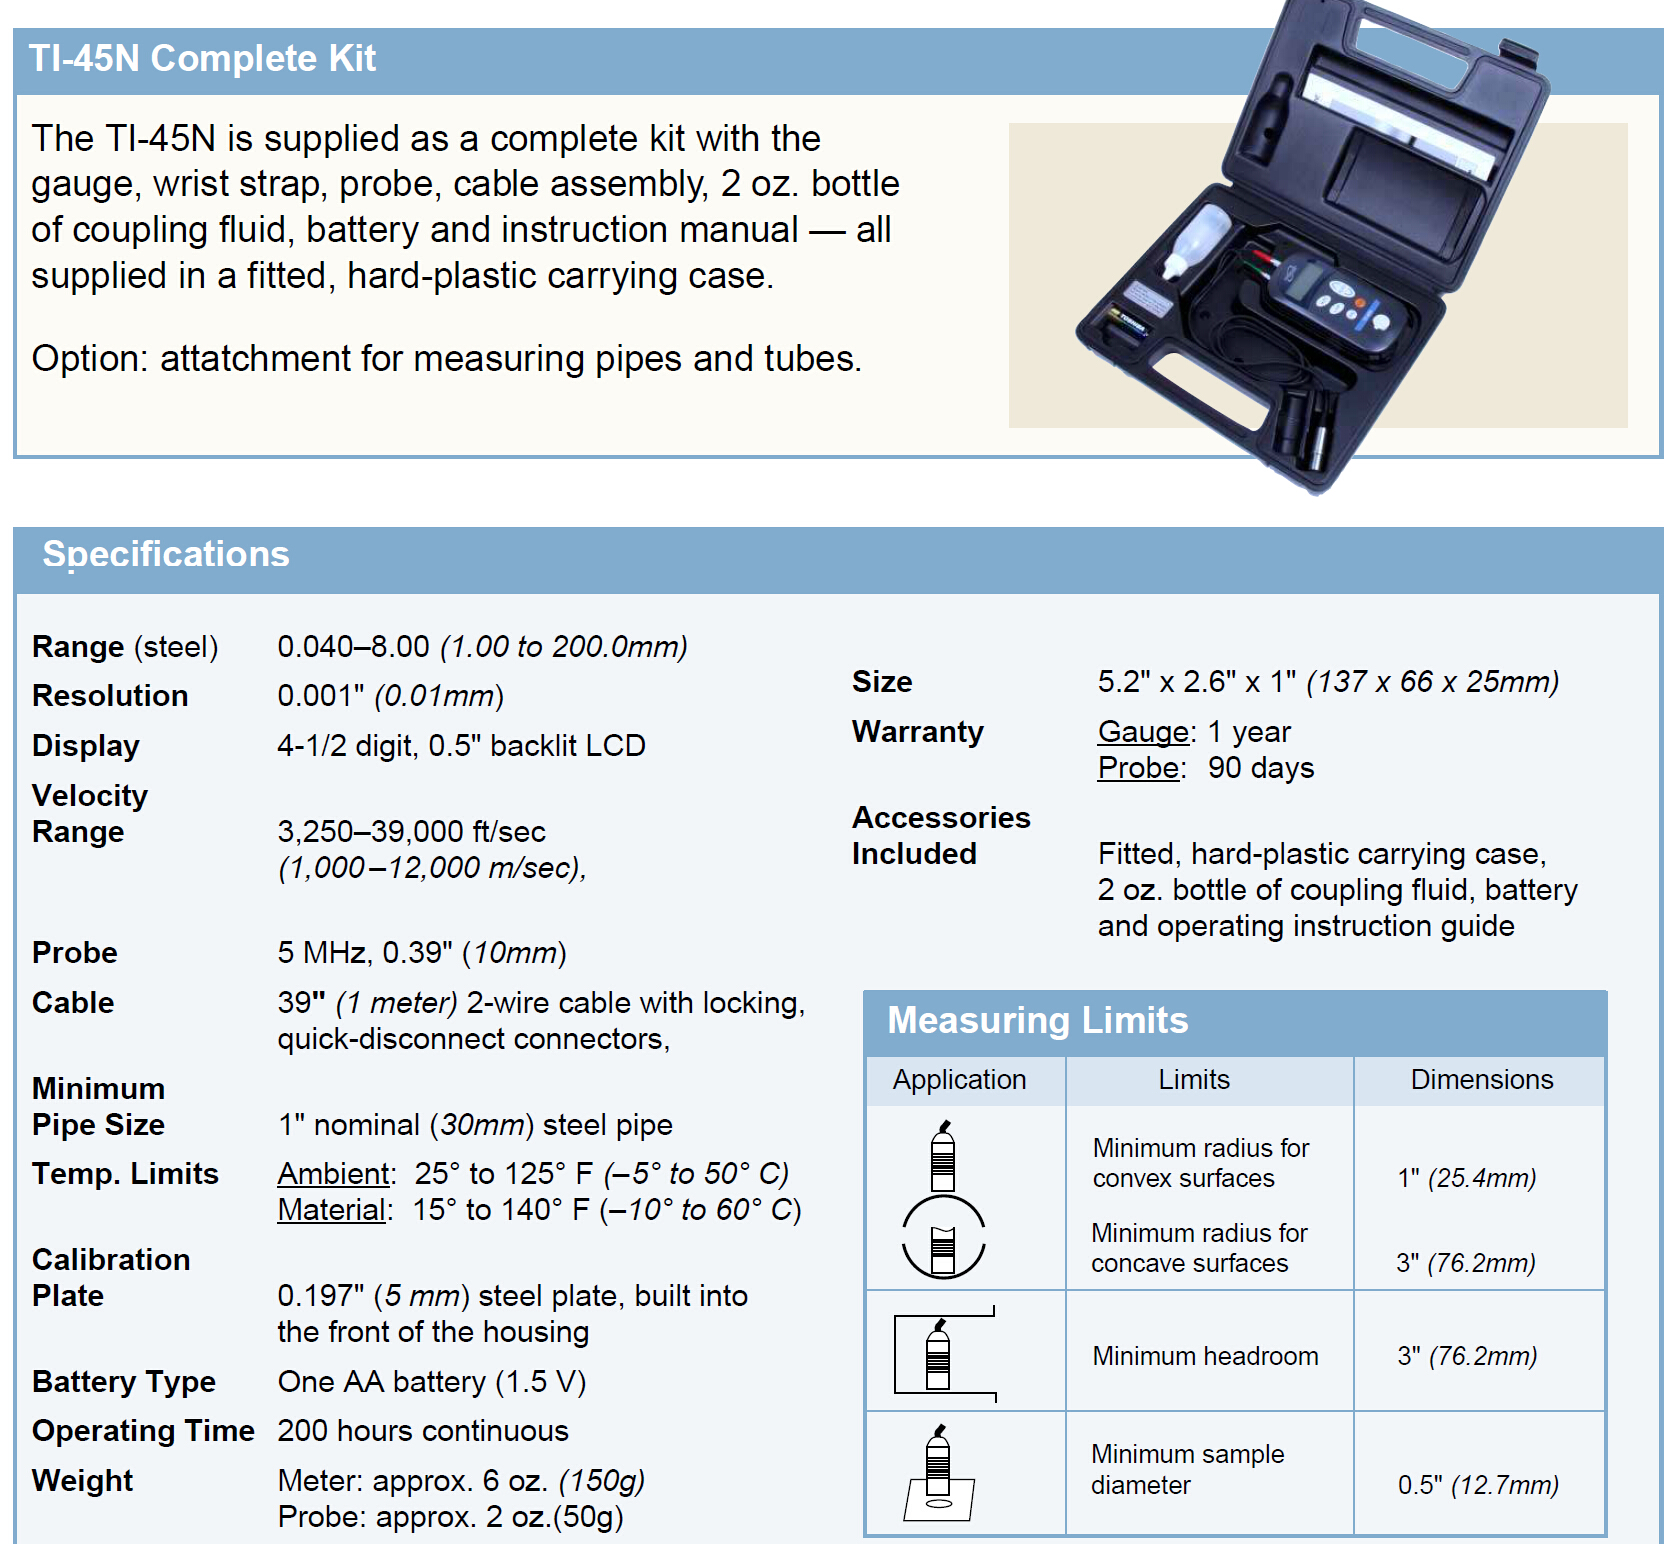 TI-45N Complete Kit
The TI-45N is supplied as a complete kit with the
gauge, wrist strap, probe, cable assembly, 2 oz. bottle
of coupling fluid, battery and instruction manual — all
supplied in a fitted, hard-plastic carrying case.
Option: attatchment for measuring pipes and tubes.
TOSHIBA
Specifications
Range (steel) 0.040–8.00 (1.00 to 200.0mm)
Resolution 0.001" (0.01mm)
Display 4-1/2 digit, 0.5" backlit LCD
Velocity
Range 3,250–39,000 ft/sec
(1,000–12,000 m/sec),
Probe 5 MHz, 0.39" (10mm)
Cable 39" (1 meter) 2-wire cable with locking,
quick-disconnect connectors,
Minimum
Pipe Size 1" nominal (30mm) steel pipe
Temp. Limits Ambient: 25° to 125° F (–5° to 50° C)
Material: 15° to 140° F (–10° to 60° C)
Calibration
Plate 0.197" (5 mm) steel plate, built into
the front of the housing
Battery Type One AA battery (1.5 V)
Operating Time 200 hours continuous
Weight Meter: approx. 6 oz. (150g)
Probe: approx. 2 oz.(50g)
Size 5.2" x 2.6" x 1" (137 x 66 x 25mm)
Warranty Gauge: 1 year
Probe: 90 days
Accessories
Included Fitted, hard-plastic carrying case,
2 oz. bottle of coupling fluid, battery
and operating instruction guide
Measuring Limits
Application Limits Dimensions
Minimum radius for
convex surfaces 1" (25.4mm)
Minimum radius for
concave surfaces 3" (76.2mm)
Minimum headroom 3" (76.2mm)
Minimum sample
diameter 0.5" (12.7mm)